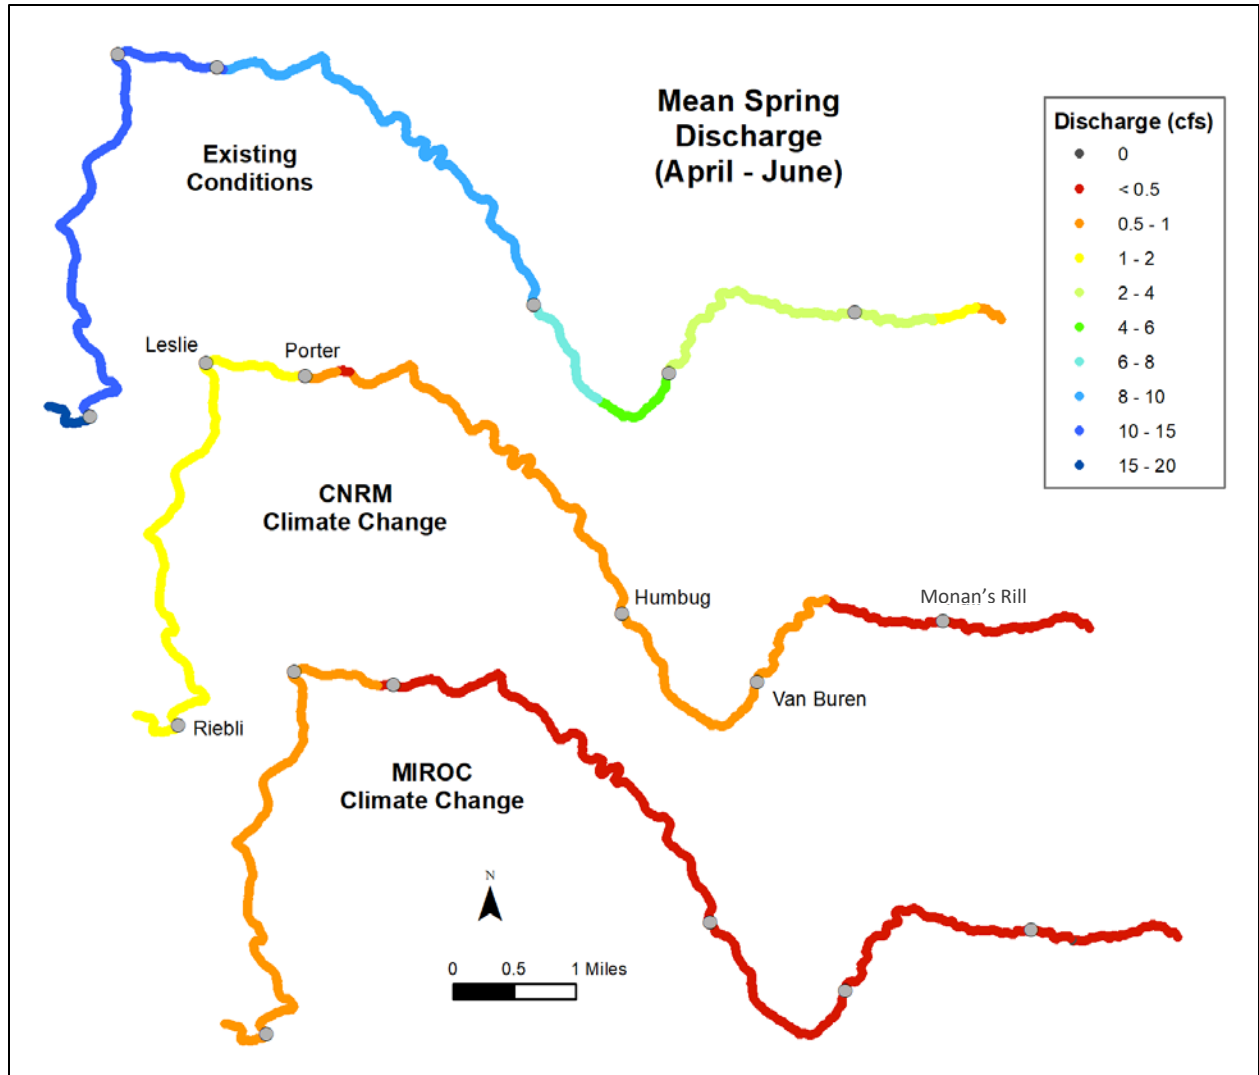 Mean Spring
Discharge
(April - June)
Existing
Conditions
Discharge (cfs)
0
< 0.5
0.5 - 1
1 - 2
2 - 4
4 - 6
6 - 8
8 - 10
10 - 15
15 - 20
Leslie
Porter
CNRM
Climate Change
Humbug
Monan's Rill
Van Buren
Riebli
MIROC
Climate Change
N
0 0.5 1 Miles